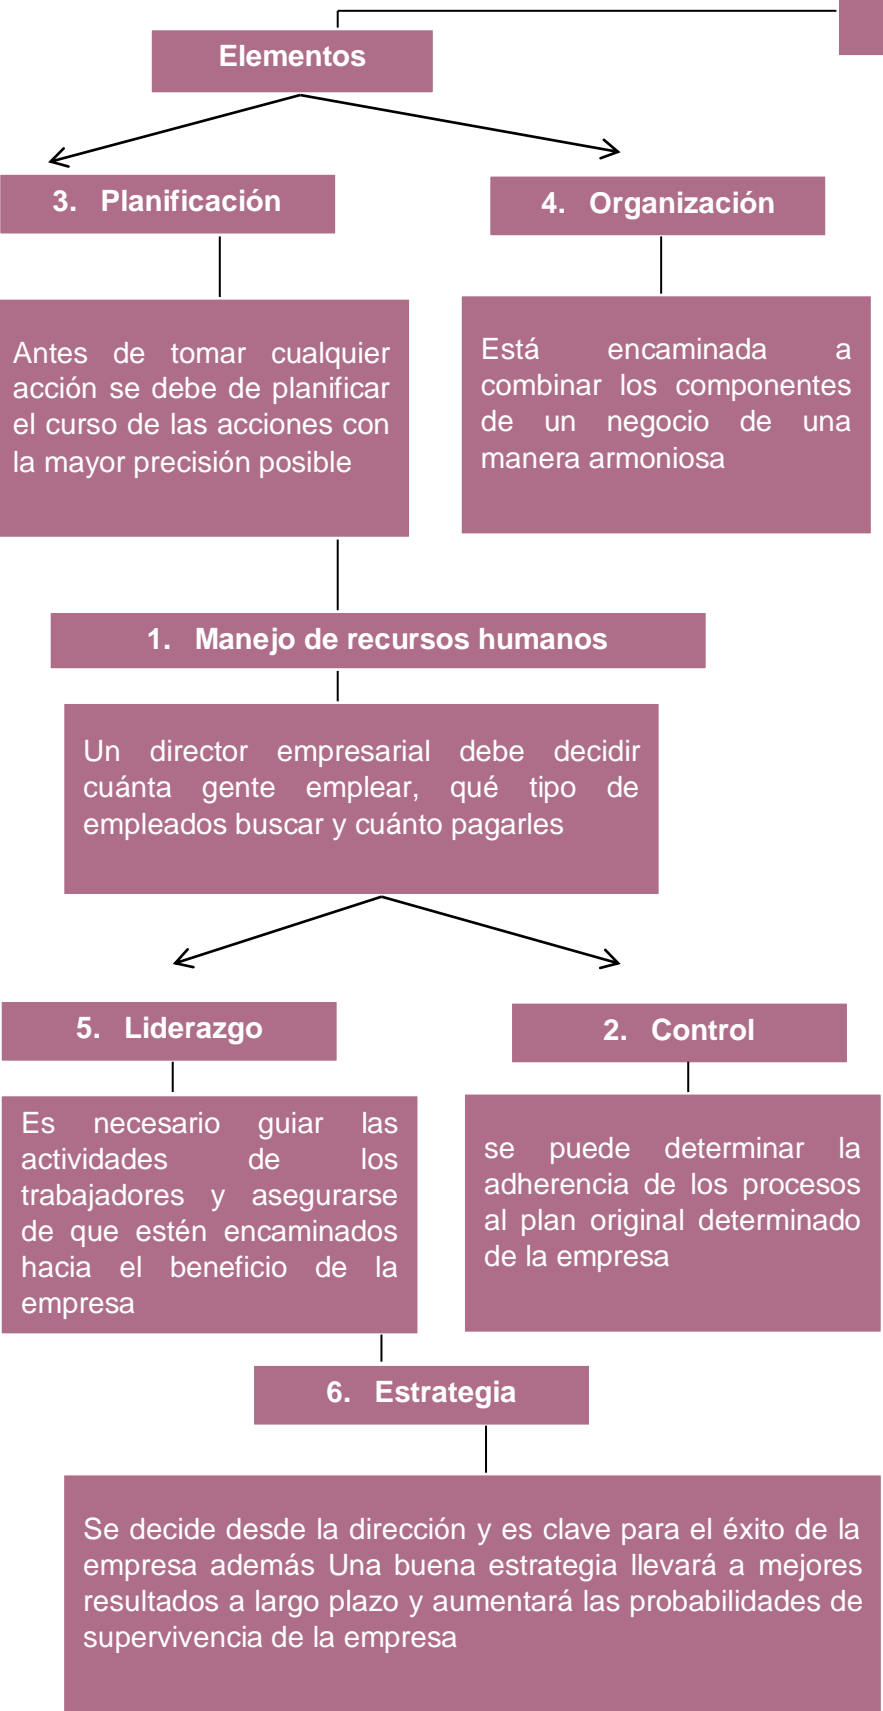 Elementos
3. Planificación
4. Organización
Antes de tomar cualquier
acción se debe de planificar
el curso de las acciones con
la mayor precisión posible
Está encaminada a
combinar los componentes
de un negocio de una
manera armoniosa
1. Manejo de recursos humanos
Un director empresarial debe decidir
cuánta gente emplear, qué tipo de
empleados buscar y cuánto pagarles
5. Liderazgo
2. Control
Es necesario guiar las
actividades de los
trabajadores y asegurarse
de que estén encaminados
hacia el beneficio de la
empresa
se puede determinar la
adherencia de los procesos
al plan original determinado
de la empresa
6. Estrategia
Se decide desde la dirección y es clave para el éxito de la
empresa además Una buena estrategia llevará a mejores
resultados a largo plazo y aumentará las probabilidades de
supervivencia de la empresa